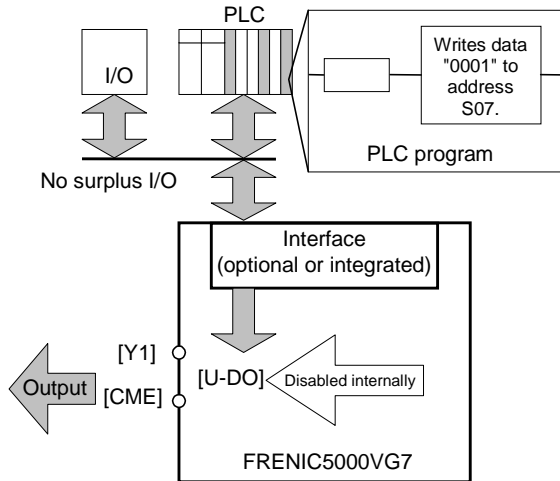 PLC
I/O
Writes data
"0001" to
address
S07.
PLC program
No surplus I/O
Interface
(optional or integrated)
[Y1]
[U-DO]
Disabled internally
Output
[CME]
FRENIC5000VG7